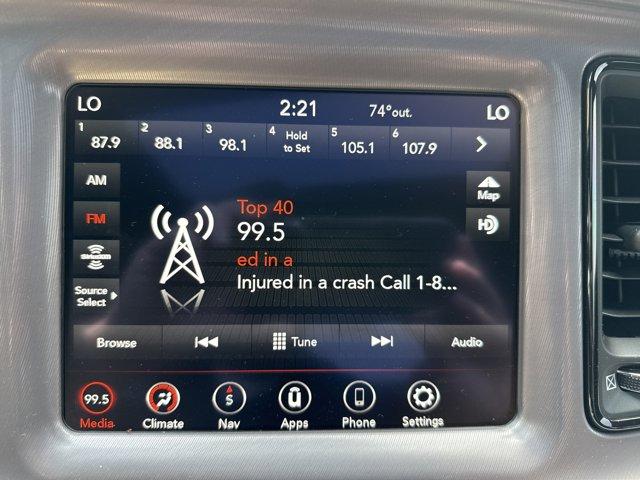 LO 2:21 74°out. LO
1 87.9 2 88.1 3 98.1 4 Hold to Set 5 105.1 6 107.9
AM
FM
SiriusXM
Source Select
Top 40
99.5
ed in a
Injured in a crash Call 1-8...
Map
HD
Browse Tune Audio
99.5 S
Media Climate Nav Apps Phone Settings